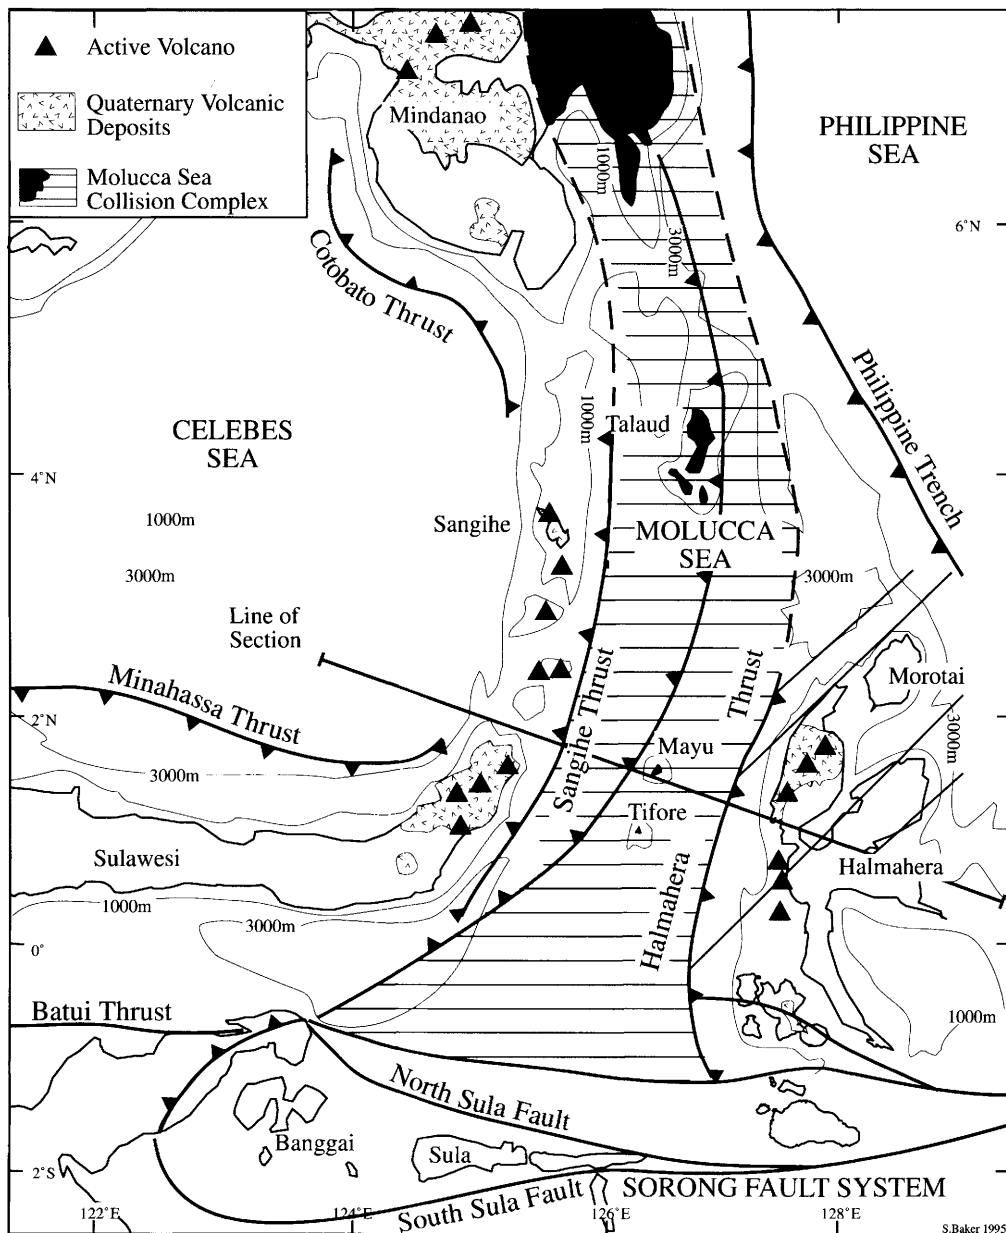 Active Volcano
Quaternary Volcanic
Deposits
Molucca Sea
Collision Complex
Mindanao
PHILIPPINE
SEA
1000m
6°N
3000m
Cotobato Thrust
Philippine Trench
CELEBES
SEA
1000m
Talaud
4°N
1000m
Sangihe
MOLUCCA
SEA
3000m
3000m
Line of
Section
Minahassa Thrust
Sangihe Thrust
Thrust
Morotai
3000m
2°N
3000m
Mayu
Tifore
Sulawesi
Halmahera
Halmahera
1000m
3000m
0°
Batui Thrust
1000m
North Sula Fault
Banggai
Sula
2°S
South Sula Fault
SORONG FAULT SYSTEM
122°E
124°E
126°E
128°E
S.Baker 1995